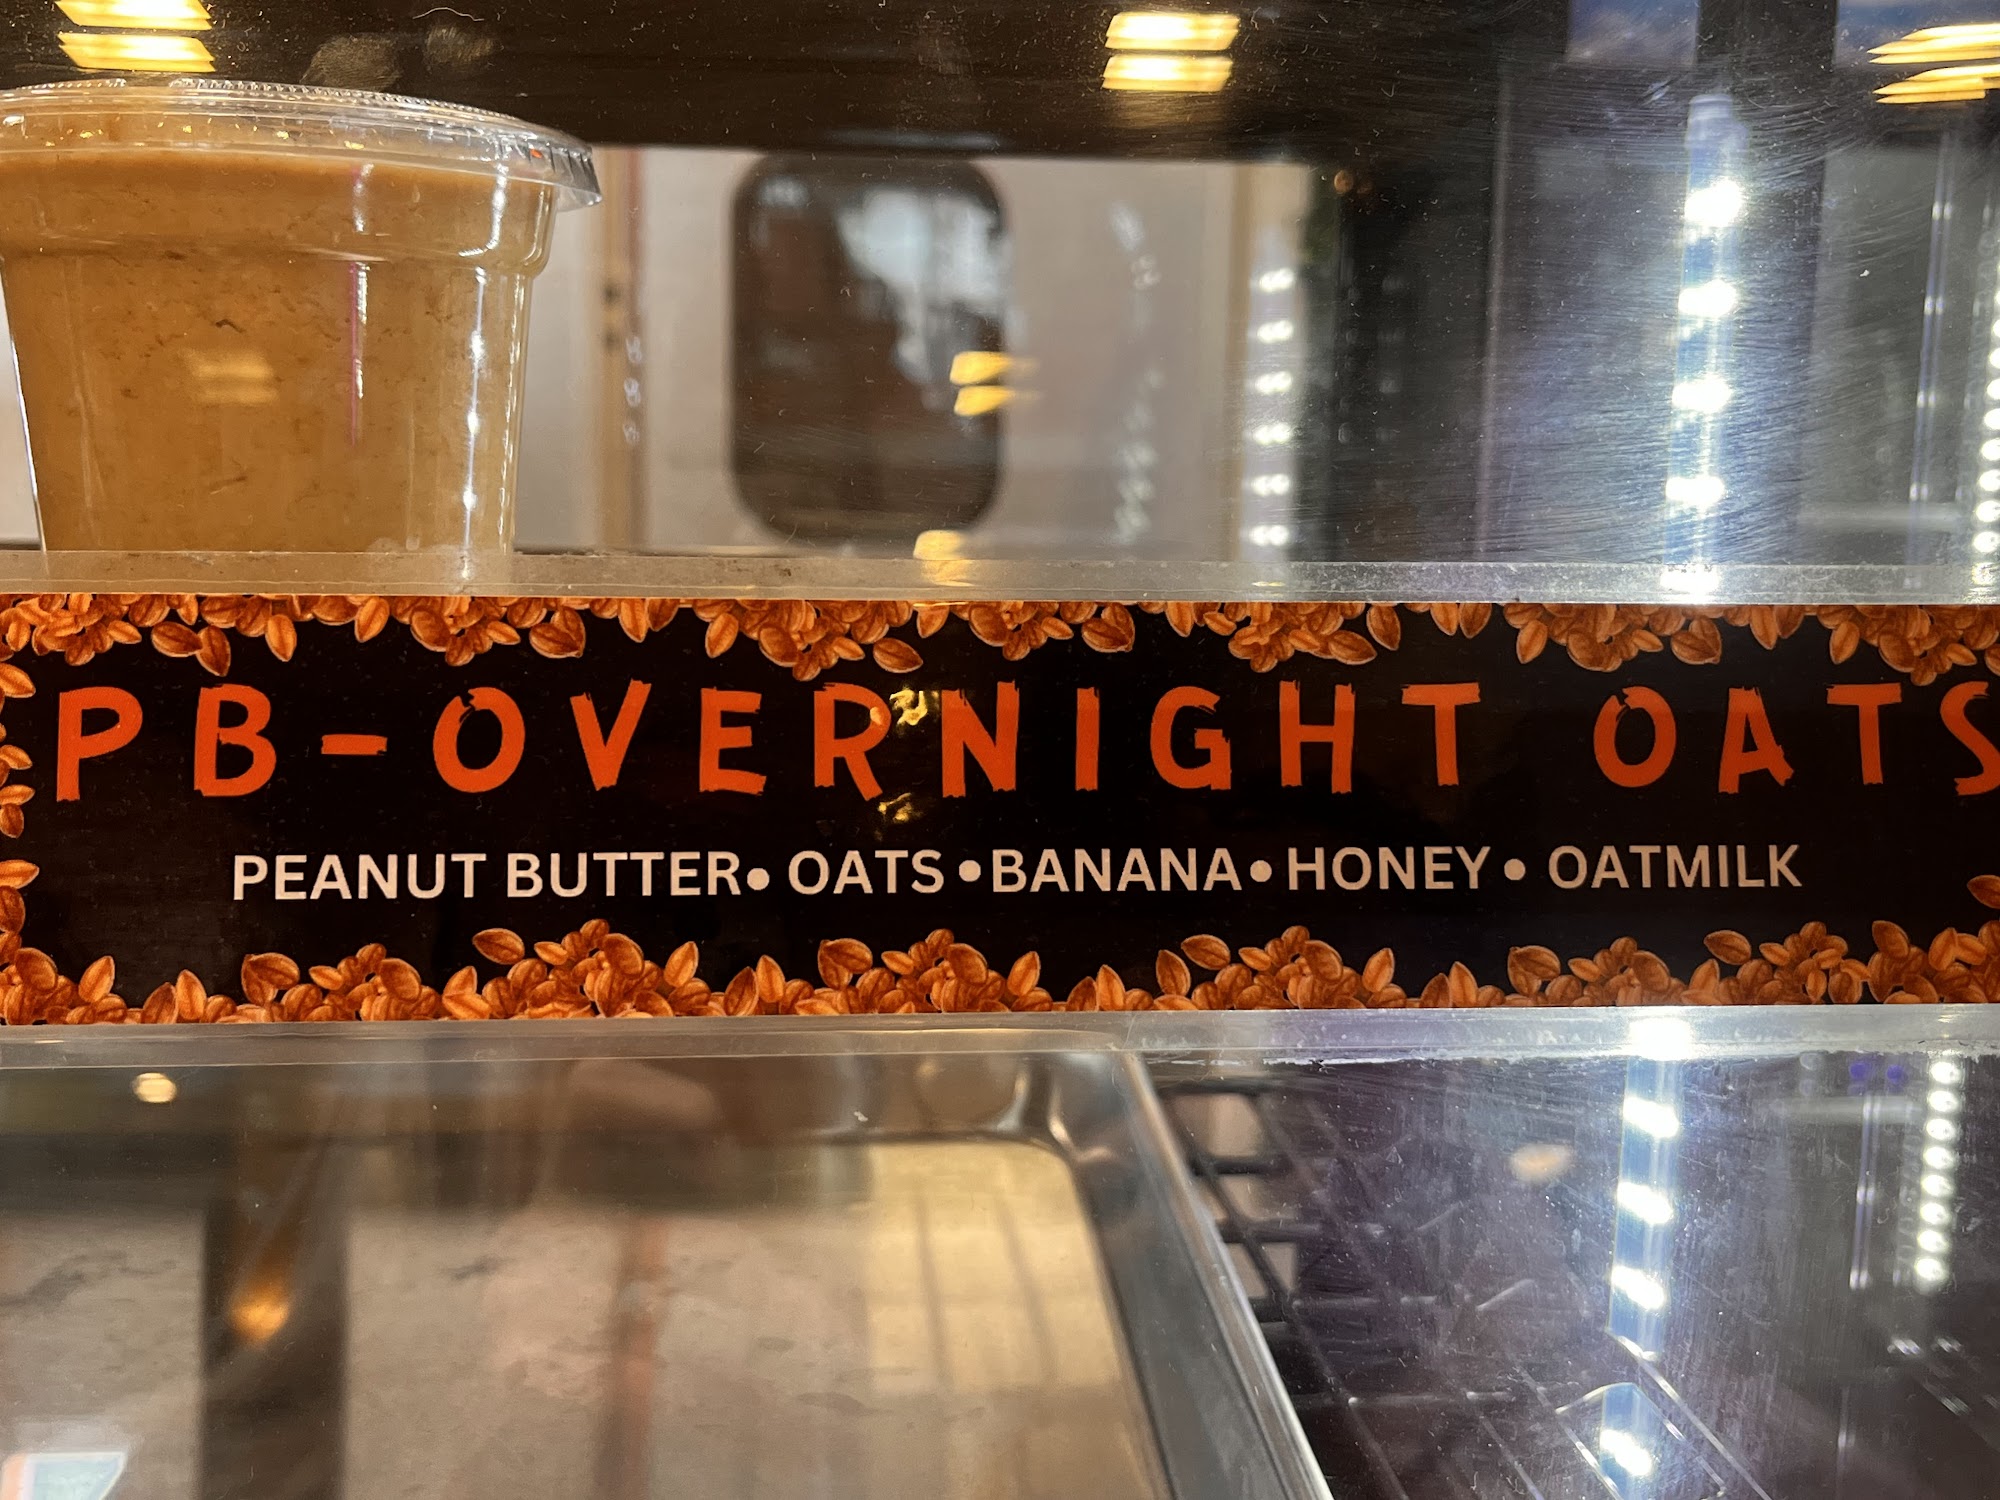 PB-OVERNIGHT OATS
PEANUT BUTTER• OATS •BANANA• HONEY • OATMILK